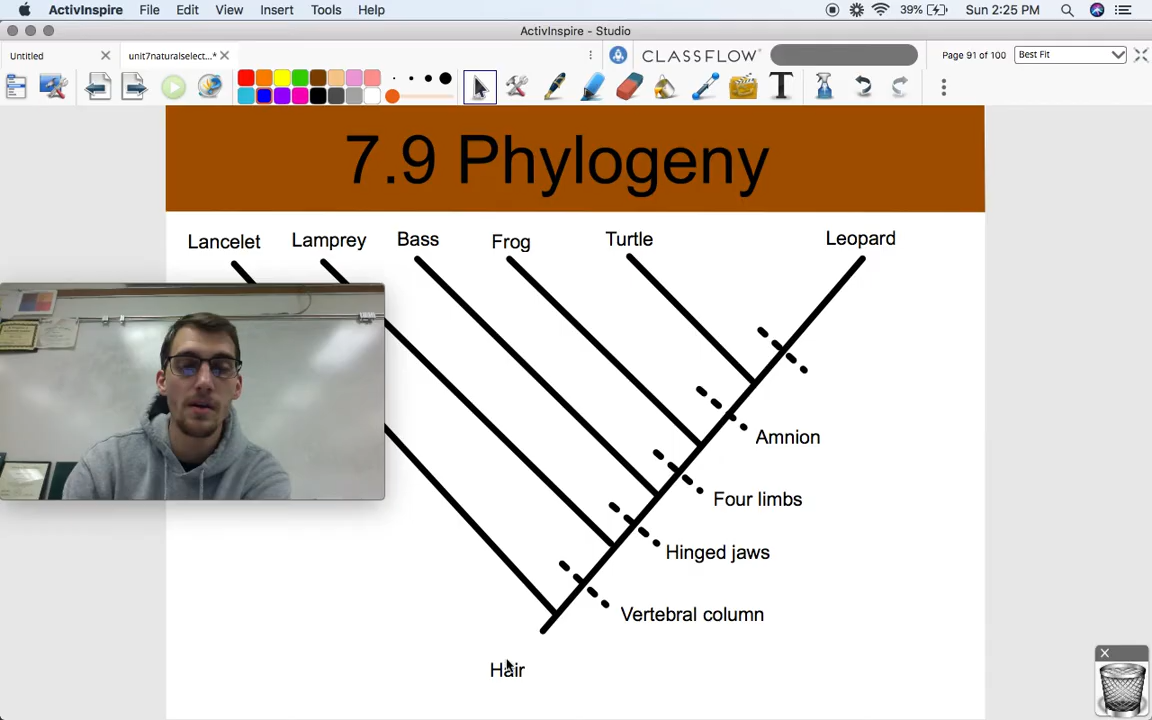 ActivInspire File Edit View Insert Tools Help 39% Sun 2:25 PM
ActivInspire - Studio
Untitled unit7naturalselect...* CLASSFLOW Page 91 of 100 Best Fit
7.9 Phylogeny
Lancelet Lamprey Bass Frog Turtle Leopard
Amnion
Four limbs
Hinged jaws
Vertebral column
Hair